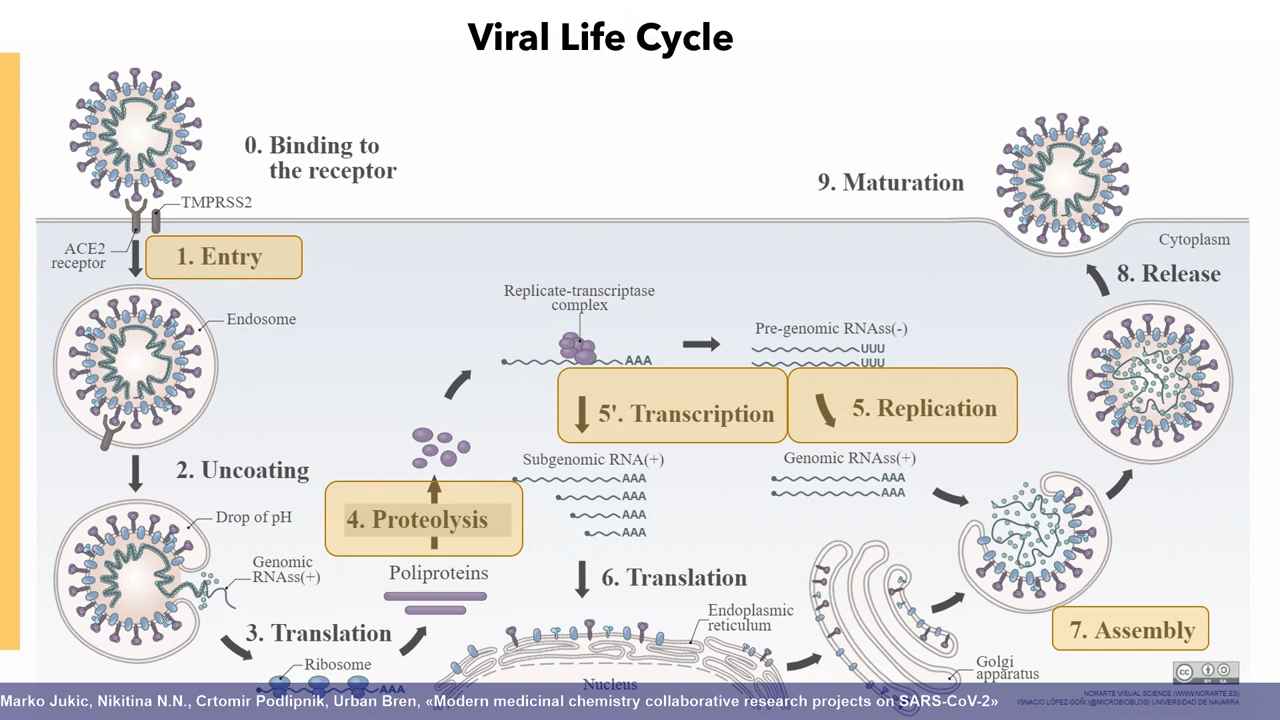 Viral Life Cycle
0. Binding to
the receptor
TMPRSS2
ACE2
receptor
1. Entry
Endosome
2. Uncoating
Drop of pH
Genomic
RNAss(+)
3. Translation
Ribosome
AAA
Poliproteins
4. Proteolysis
Replicate-transcriptase
complex
AAA
Pre-genomic RNAss(-)
UUU
UUU
5'. Transcription
5. Replication
Subgenomic RNA(+)
AAA
AAA
AAA
AAA
Genomic RNAss(+)
AAA
AAA
6. Translation
Endoplasmic
reticulum
Nucleus
Golgi
apparatus
7. Assembly
8. Release
Cytoplasm
9. Maturation
cc
BY SA
NORARTE VISUAL SCIENCE (WWW.NORARTE.ES)
IGNACIO LÓPEZ-GOÑI (@MICROBIOBLOG) UNIVERSIDAD DE NAVARRA
Marko Jukic, Nikitina N.N., Crtomir Podlipnik, Urban Bren, «Modern medicinal chemistry collaborative research projects on SARS-CoV-2»